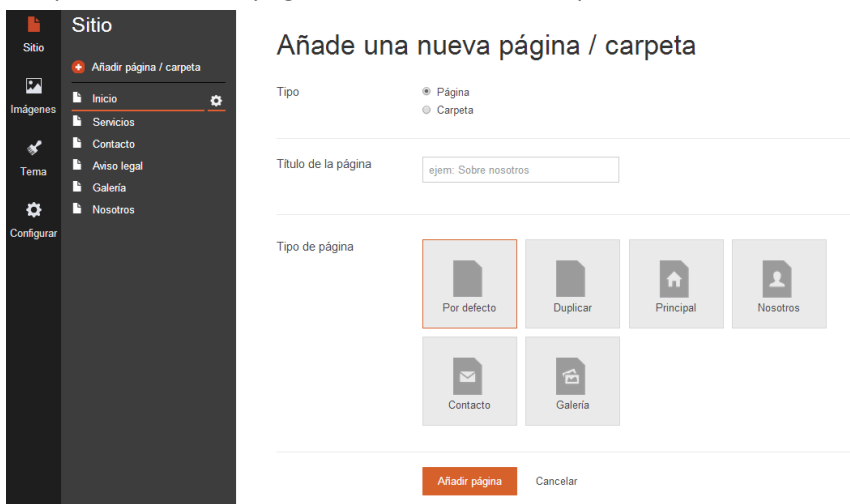 Sitio
Sitio
Añadir página / carpeta
Imágenes
Inicio
Servicios
Contacto
Tema
Aviso legal
Galería
Nosotros
Configurar
Añade una nueva página / carpeta
Tipo
Página
Carpeta
Título de la página
ejem: Sobre nosotros
Tipo de página
Por defecto
Duplicar
Principal
Nosotros
Contacto
Galería
Añadir página
Cancelar